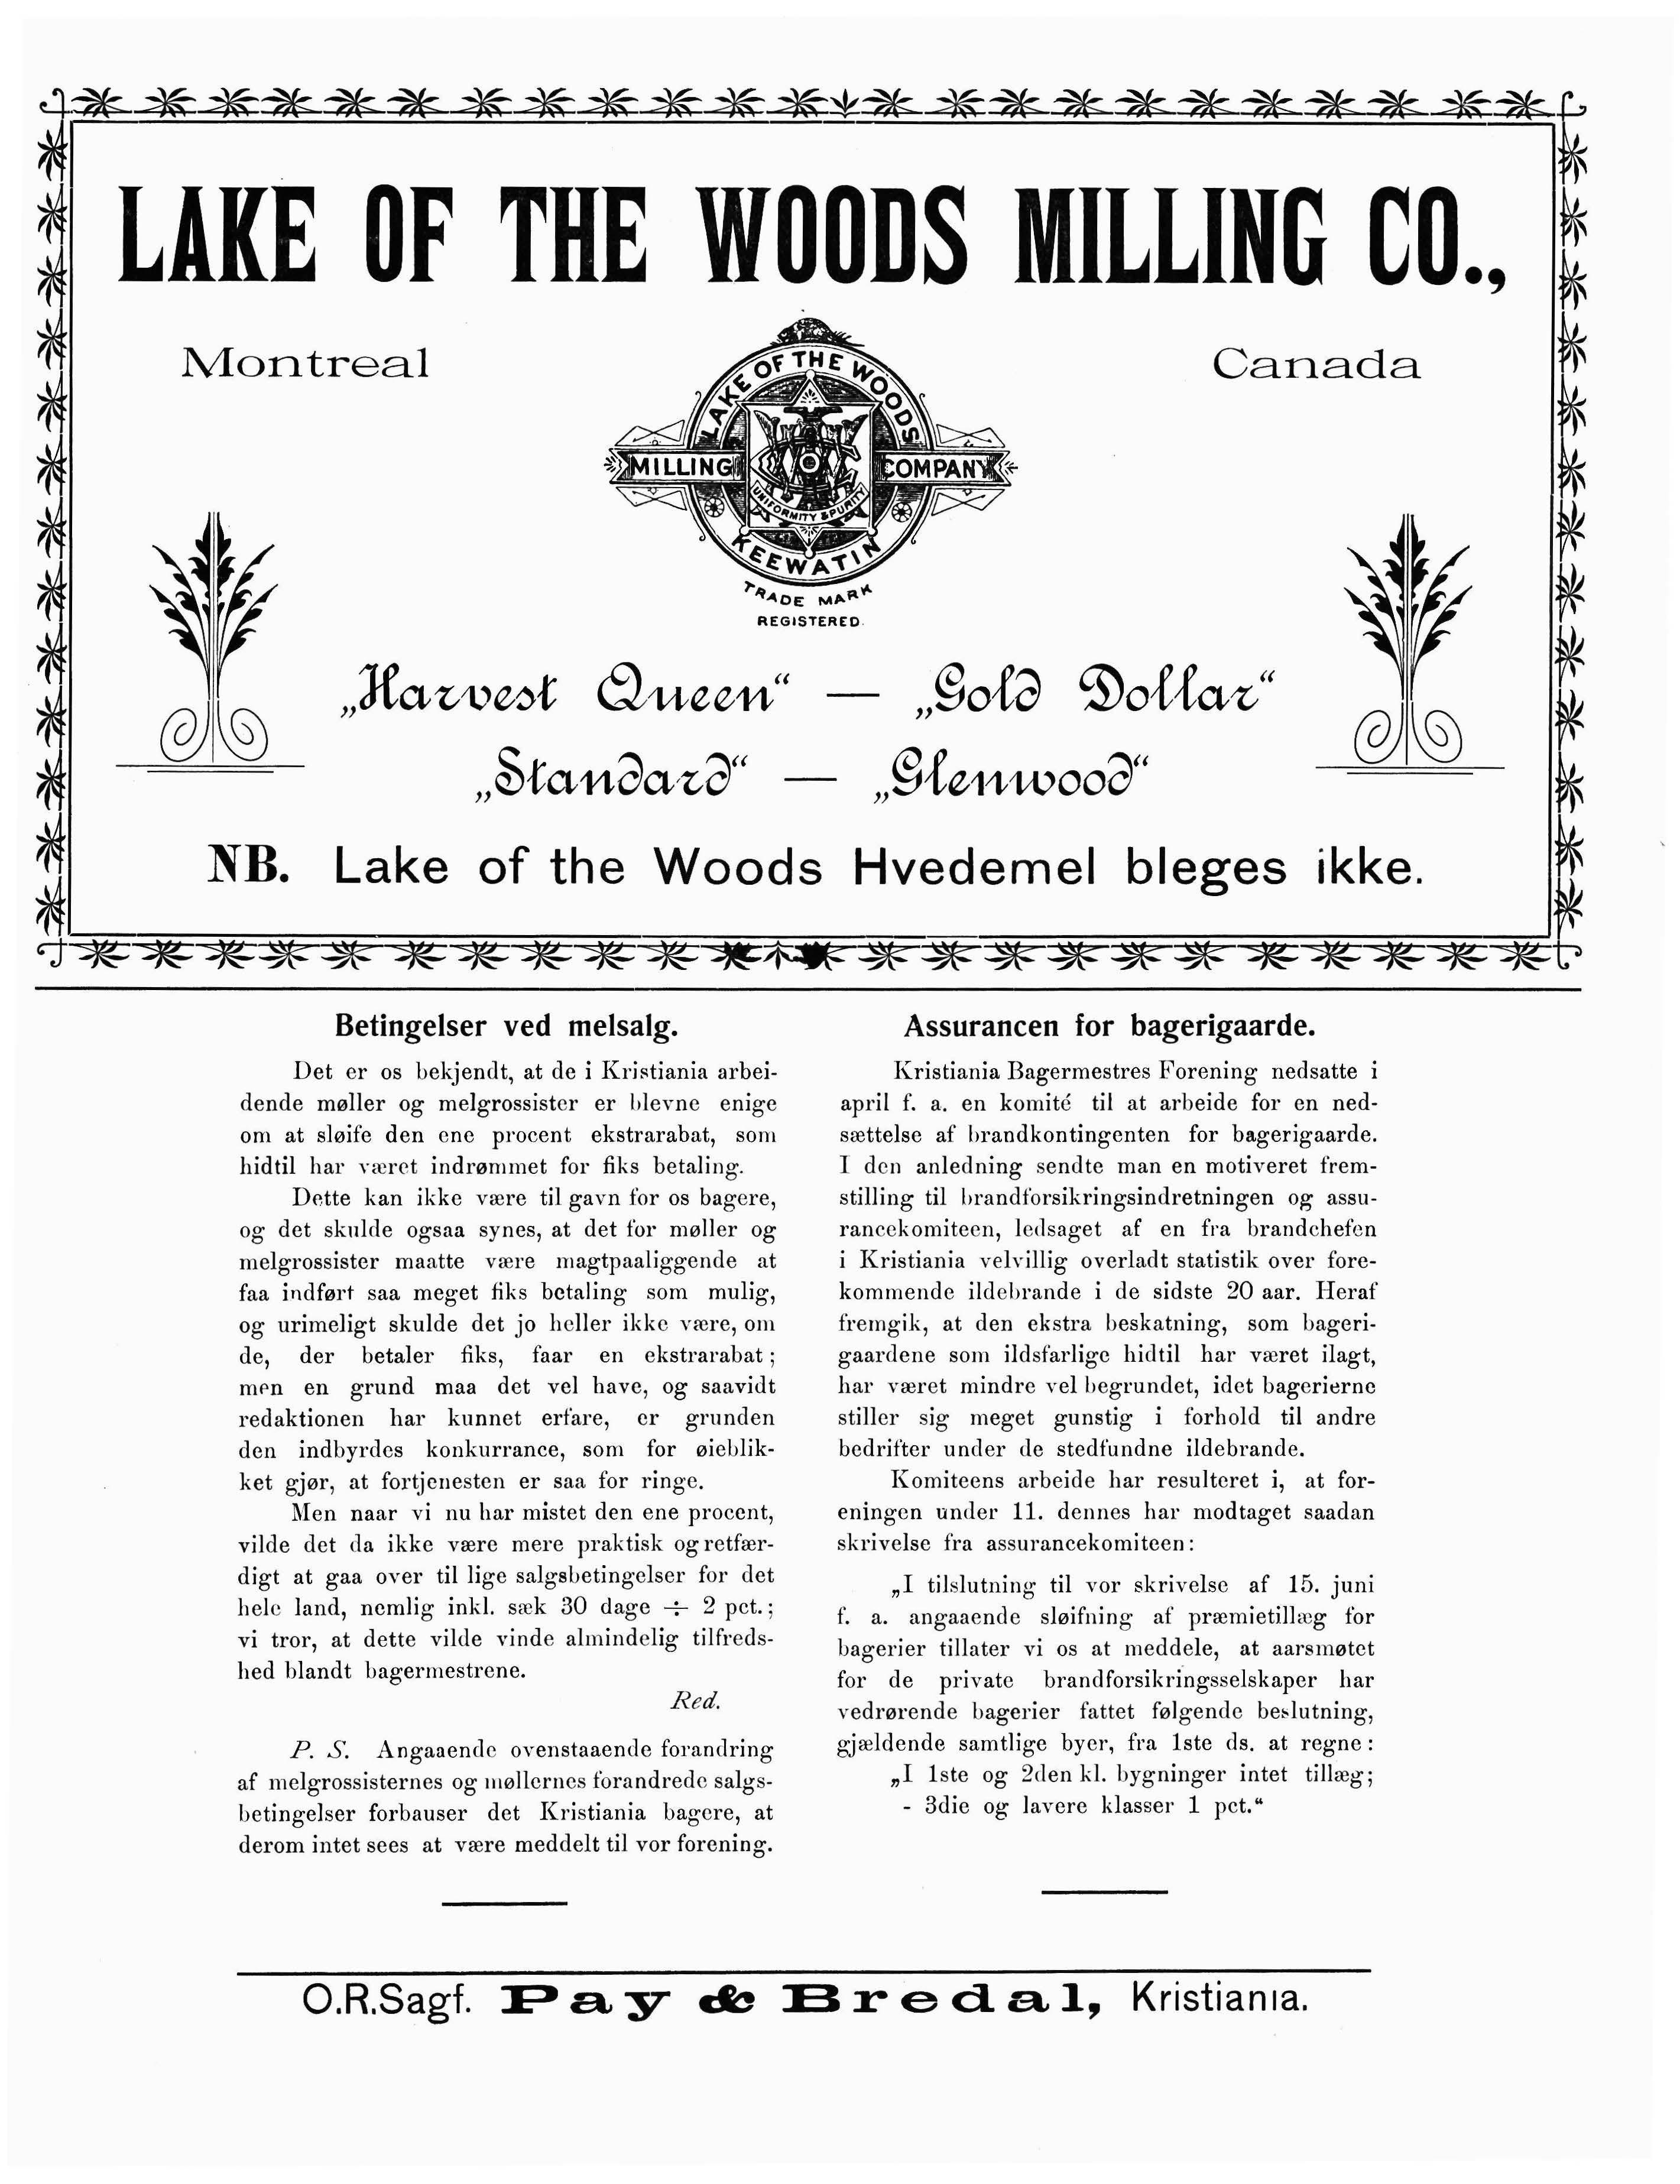 LAKE OF THE WOODS MILLING CO.,
Montreal
Canada
LAKE OF THE WOODS
MILLING
COMPANY
UNIFORMITY & PURITY
KEEWATIN
TRADE MARK
REGISTERED.
„Harvest Queen“ — „Gold Dollar“
„Standard“ — „Glenwood“
NB. Lake of the Woods Hvedemel bleges ikke.
Betingelser ved melsalg.
Det er os bekjendt, at de i Kristiania arbei-
dende møller og melgrossister er blevne enige
om at sløife den ene procent ekstrarabat, som
hidtil har været indrømmet for fiks betaling.
Dette kan ikke være til gavn for os bagere,
og det skulde ogsaa synes, at det for møller og
melgrossister maatte være magtpaaliggende at
faa indført saa meget fiks betaling som mulig,
og urimeligt skulde det jo heller ikke være, om
de, der betaler fiks, faar en ekstrarabat;
men en grund maa det vel have, og saavidt
redaktionen har kunnet erfare, er grunden
den indbyrdes konkurrance, som for øieblik-
ket gjør, at fortjenesten er saa for ringe.
Men naar vi nu har mistet den ene procent,
vilde det da ikke være mere praktisk og retfær-
digt at gaa over til lige salgsbetingelser for det
hele land, nemlig inkl. sæk 30 dage ÷ 2 pct.;
vi tror, at dette vilde vinde almindelig tilfreds-
hed blandt bagermestrene.
Red.
P. S. Angaaende ovenstaaende forandring
af melgrossisternes og møllernes forandrede salgs-
betingelser forbauser det Kristiania bagere, at
derom intet sees at være meddelt til vor forening.
Assurancen for bagerigaarde.
Kristiania Bagermestres Forening nedsatte i
april f. a. en komité til at arbeide for en ned-
sættelse af brandkontingenten for bagerigaarde.
I den anledning sendte man en motiveret frem-
stilling til brandforsikringsindretningen og assu-
rancekomiteen, ledsaget af en fra brandchefen
i Kristiania velvillig overladt statistik over fore-
kommende ildebrande i de sidste 20 aar. Heraf
fremgik, at den ekstra beskatning, som bageri-
gaardene som ildsfarlige hidtil har været ilagt,
har været mindre vel begrundet, idet bagerierne
stiller sig meget gunstig i forhold til andre
bedrifter under de stedfundne ildebrande.
Komiteens arbeide har resulteret i, at for-
eningen under 11. dennes har modtaget saadan
skrivelse fra assurancekomiteen:
„I tilslutning til vor skrivelse af 15. juni
f. a. angaaende sløifning af præmietillæg for
bagerier tillater vi os at meddele, at aarsmøtet
for de private brandforsikringsselskaper har
vedrørende bagerier fattet følgende beslutning,
gjældende samtlige byer, fra 1ste ds. at regne:
„I 1ste og 2den kl. bygninger intet tillæg;
- 3die og lavere klasser 1 pct.“
O.R.Sagf. Pay & Bredal, Kristiania.